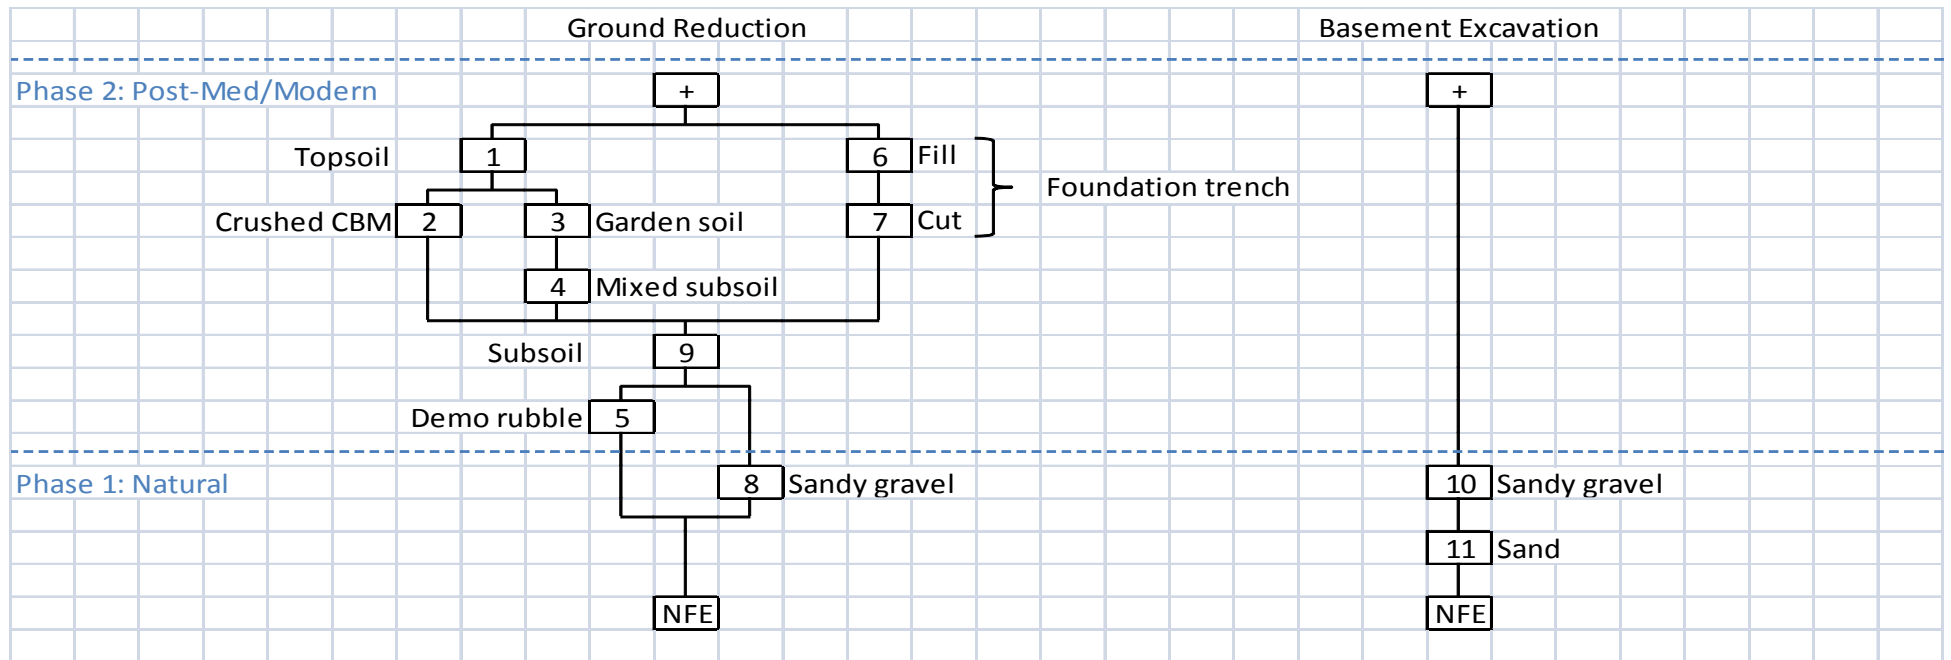 Ground Reduction
Basement Excavation
Phase 2: Post-Med/Modern
+
+
Topsoil
1
6
Fill
Foundation trench
Crushed CBM
2
3
Garden soil
7
Cut
4
Mixed subsoil
Subsoil
9
Demo rubble
5
Phase 1: Natural
8
Sandy gravel
10
Sandy gravel
11
Sand
NFE
NFE